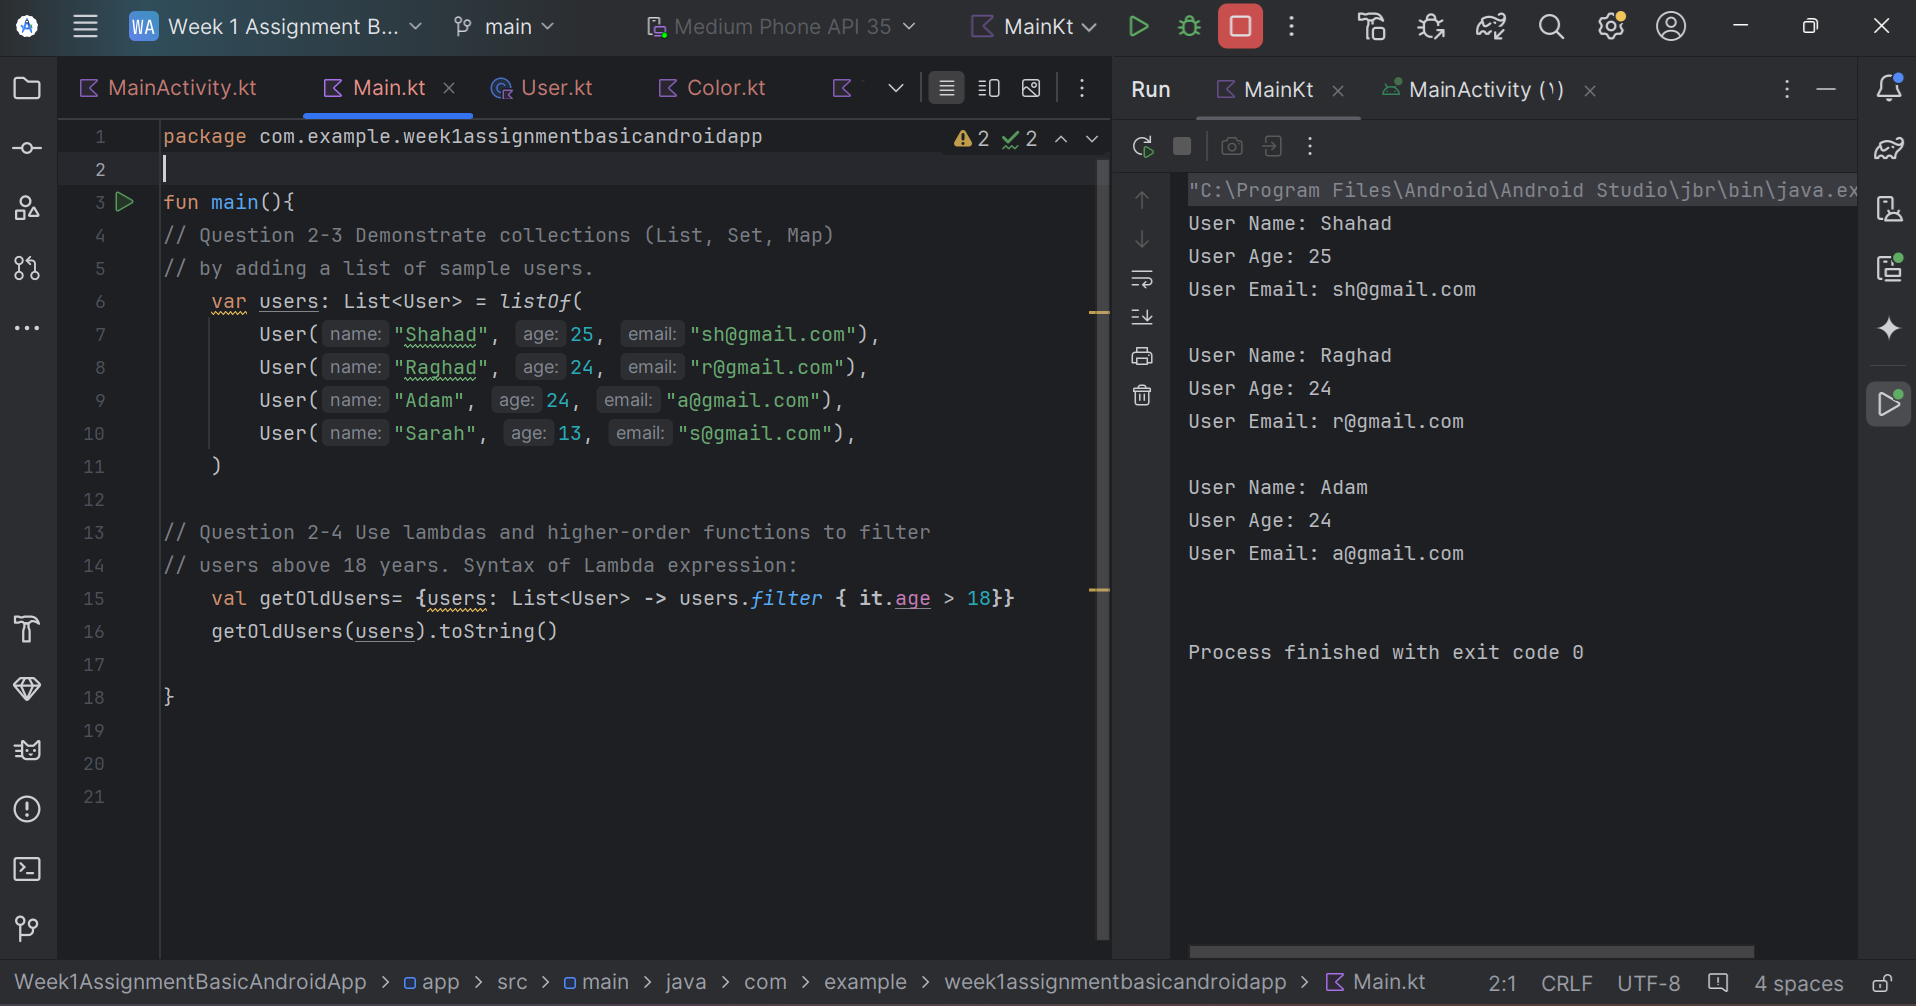 WA Week 1 Assignment B... main Medium Phone API 35 MainKt
MainActivity.kt Main.kt User.kt Color.kt
Run MainKt MainActivity (١)
2 2
1 package com.example.week1assignmentbasicandroidapp
2
3 fun main(){
4 // Question 2-3 Demonstrate collections (List, Set, Map)
5 // by adding a list of sample users.
6 var users: List<User> = listOf(
7 User( name: "Shahad", age: 25, email: "sh@gmail.com"),
8 User( name: "Raghad", age: 24, email: "r@gmail.com"),
9 User( name: "Adam", age: 24, email: "a@gmail.com"),
10 User( name: "Sarah", age: 13, email: "s@gmail.com"),
11 )
12
13 // Question 2-4 Use lambdas and higher-order functions to filter
14 // users above 18 years. Syntax of Lambda expression:
15 val getOldUsers= {users: List<User> -> users.filter { it.age > 18}}
16 getOldUsers(users).toString()
17
18 }
19
20
21
"C:\Program Files\Android\Android Studio\jbr\bin\java.ex
User Name: Shahad
User Age: 25
User Email: sh@gmail.com
User Name: Raghad
User Age: 24
User Email: r@gmail.com
User Name: Adam
User Age: 24
User Email: a@gmail.com
Process finished with exit code 0
Week1AssignmentBasicAndroidApp > app > src > main > java > com > example > week1assignmentbasicandroidapp > Main.kt 2:1 CRLF UTF-8 4 spaces